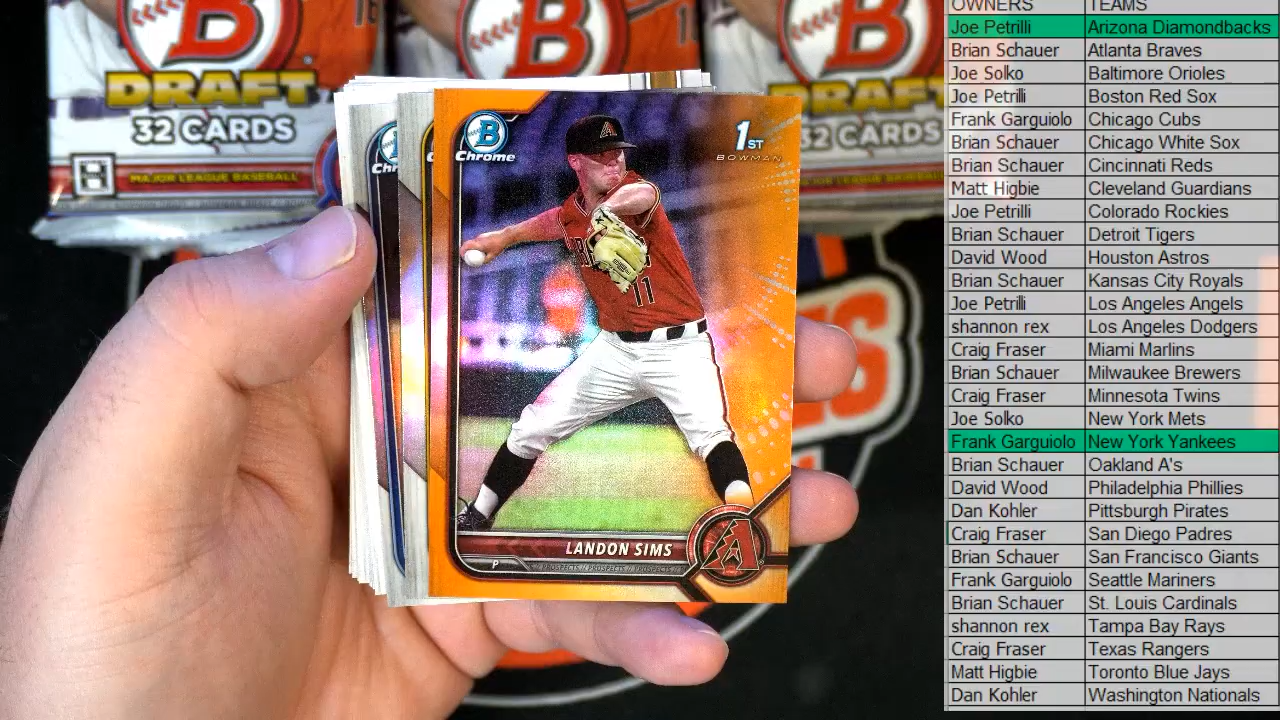 B
DRAFT
32 CARDS
MAJOR LEAGUE BASEBALL
B
B
DRAFT
32 CARDS
Chr
B
Chrome
1ST
BOWMAN
A
11
LANDON SIMS
P
// PROSPECTS // PROSPECTS // PROSPECTS //
OWNERS TEAMS
Joe Petrilli Arizona Diamondbacks
Brian Schauer Atlanta Braves
Joe Solko Baltimore Orioles
Joe Petrilli Boston Red Sox
Frank Garguiolo Chicago Cubs
Brian Schauer Chicago White Sox
Brian Schauer Cincinnati Reds
Matt Higbie Cleveland Guardians
Joe Petrilli Colorado Rockies
Brian Schauer Detroit Tigers
David Wood Houston Astros
Brian Schauer Kansas City Royals
Joe Petrilli Los Angeles Angels
shannon rex Los Angeles Dodgers
Craig Fraser Miami Marlins
Brian Schauer Milwaukee Brewers
Craig Fraser Minnesota Twins
Joe Solko New York Mets
Frank Garguiolo New York Yankees
Brian Schauer Oakland A's
David Wood Philadelphia Phillies
Dan Kohler Pittsburgh Pirates
Craig Fraser San Diego Padres
Brian Schauer San Francisco Giants
Frank Garguiolo Seattle Mariners
Brian Schauer St. Louis Cardinals
shannon rex Tampa Bay Rays
Craig Fraser Texas Rangers
Matt Higbie Toronto Blue Jays
Dan Kohler Washington Nationals